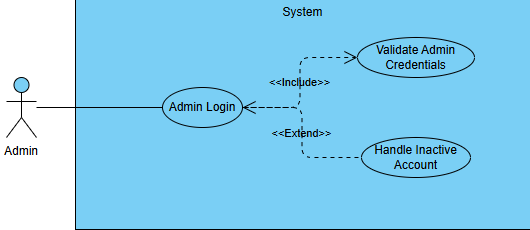 System
Validate Admin
Credentials
<<Include>>
Admin Login
<<Extend>>
Admin
Handle Inactive
Account